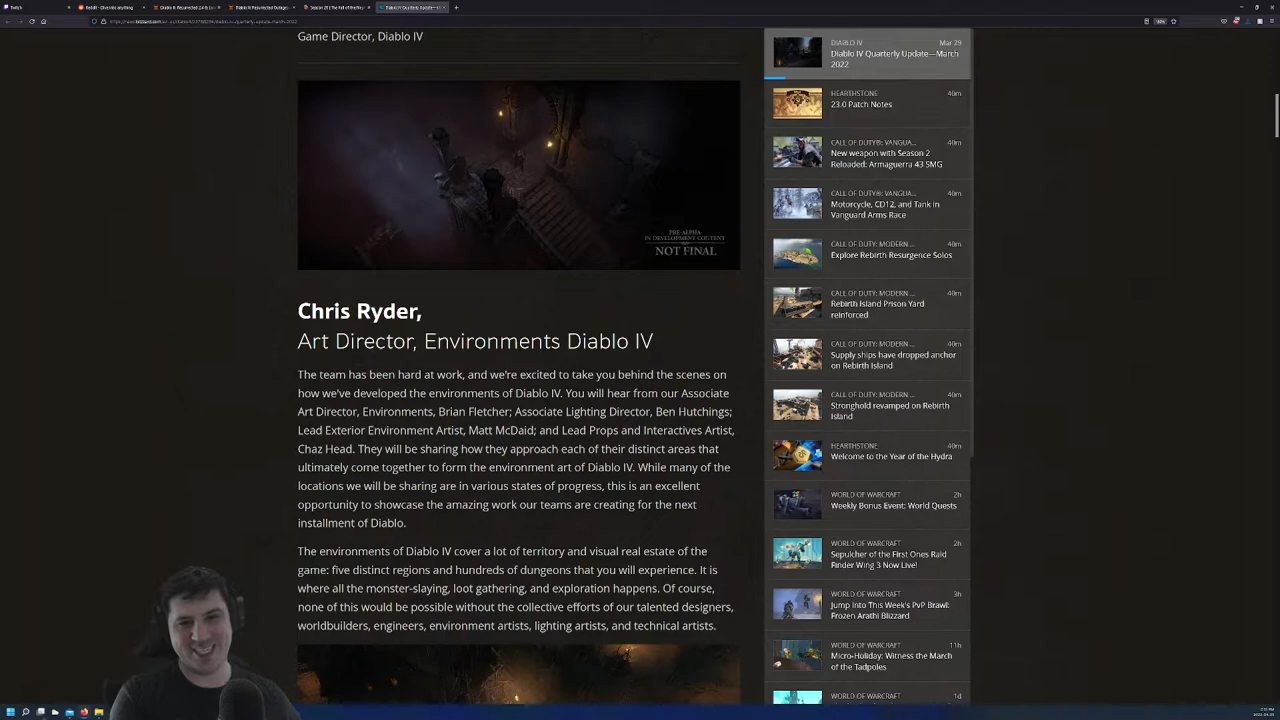 Twitch
Game Director, Diablo IV
PRE-ALPHA
IN DEVELOPMENT CONTENT
NOT FINAL
Chris Ryder,
Art Director, Environments Diablo IV
The team has been hard at work, and we're excited to take you behind the scenes on
how we've developed the environments of Diablo IV. You will hear from our Associate
Art Director, Environments, Brian Fletcher; Associate Lighting Director, Ben Hutchings;
Lead Exterior Environment Artist, Matt McDaid; and Lead Props and Interactives Artist,
Chaz Head. They will be sharing how they approach each of their distinct areas that
ultimately come together to form the environment art of Diablo IV. While many of the
locations we will be sharing are in various states of progress, this is an excellent
opportunity to showcase the amazing work our teams are creating for the next
installment of Diablo.
The environments of Diablo IV cover a lot of territory and visual real estate of the
game: five distinct regions and hundreds of dungeons that you will experience. It is
where all the monster-slaying, loot gathering, and exploration happens. Of course,
none of this would be possible without the collective efforts of our talented designers,
worldbuilders, engineers, environment artists, lighting artists, and technical artists.
DIABLO IV Mar 29
Diablo IV Quarterly Update—March
2022
HEARTHSTONE 40m
23.0 Patch Notes
CALL OF DUTY®: VANGUA... 40m
New weapon with Season 2
Reloaded: Armaguerra 43 SMG
CALL OF DUTY®: VANGUA... 40m
Motorcycle, CD12, and Tank in
Vanguard Arms Race
CALL OF DUTY: MODERN ... 40m
Explore Rebirth Resurgence Solos
CALL OF DUTY: MODERN ... 40m
Rebirth Island Prison Yard
reinforced
CALL OF DUTY: MODERN ... 40m
Supply ships have dropped anchor
on Rebirth Island
CALL OF DUTY: MODERN ... 40m
Stronghold revamped on Rebirth
Island
HEARTHSTONE 40m
Welcome to the Year of the Hydra
WORLD OF WARCRAFT 2h
Weekly Bonus Event: World Quests
WORLD OF WARCRAFT 2h
Sepulcher of the First Ones Raid
Finder Wing 3 Now Live!
WORLD OF WARCRAFT 3h
Jump Into This Week's PvP Brawl:
Frozen Arathi Blizzard
WORLD OF WARCRAFT 11h
Micro-Holiday: Witness the March
of the Tadpoles
WORLD OF WARCRAFT 1d